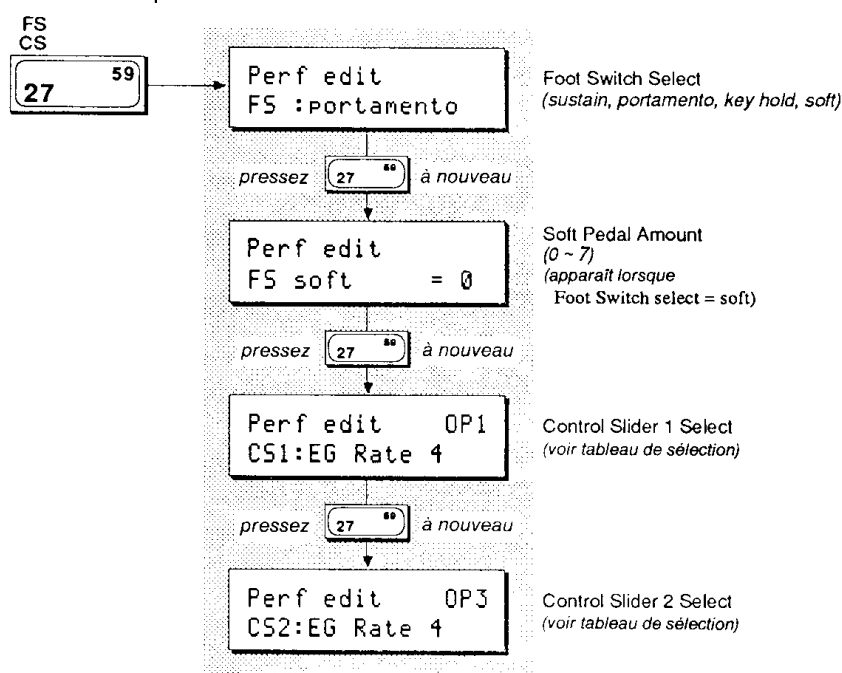 FS
CS
27 59
Perf edit
FS :portamento
Foot Switch Select
(sustain, portamento, key hold, soft)
pressez 27 59 à nouveau
Perf edit
FS soft = 0
Soft Pedal Amount
(0 ~ 7)
(apparaît lorsque
Foot Switch select = soft)
pressez 27 59 à nouveau
Perf edit OP1
CS1:EG Rate 4
Control Slider 1 Select
(voir tableau de sélection)
pressez 27 59 à nouveau
Perf edit OP3
CS2:EG Rate 4
Control Slider 2 Select
(voir tableau de sélection)